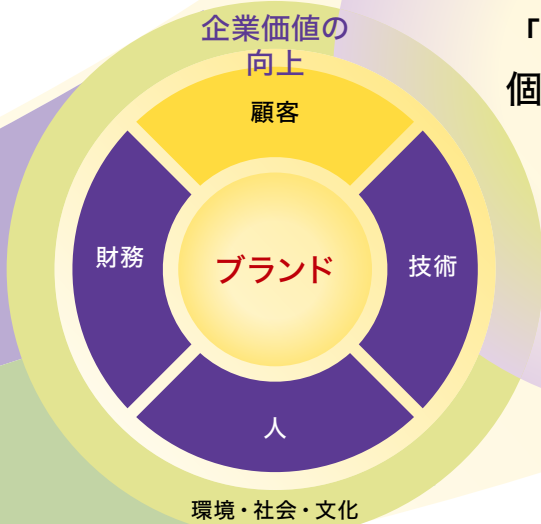 企業価値の
向上
「
個
顧客
財務
ブランド
技術
人
環境・社会・文化